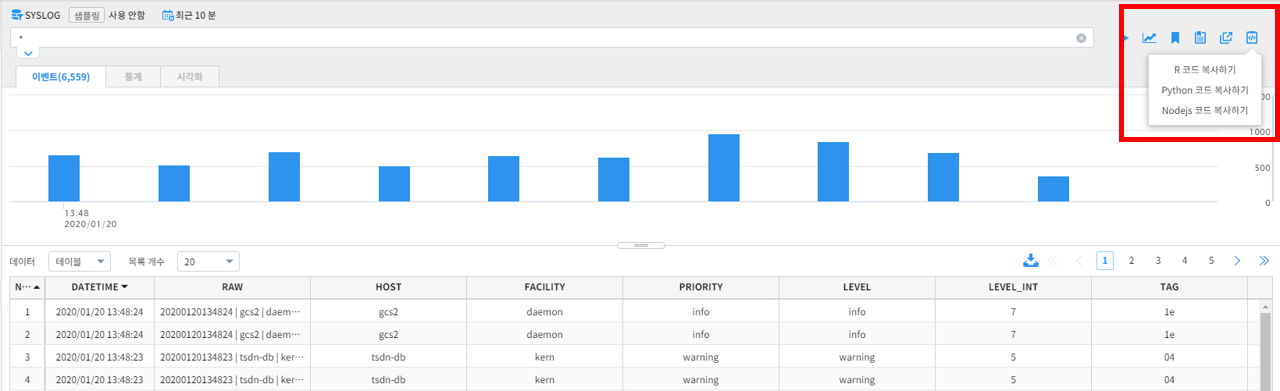 SYSLOG 샘플링 사용 안함 최근 10 분
*
이벤트(6,559) 통계 시각화
R 코드 복사하기
Python 코드 복사하기
Nodejs 코드 복사하기
1000
500
0
13:48
2020/01/20
데이터 테이블 목록 개수 20 1 2 3 4 5
N··· DATETIME RAW HOST FACILITY PRIORITY LEVEL LEVEL_INT TAG
1 2020/01/20 13:48:24 20200120134824 | gcs2 | daem··· gcs2 daemon info info 7 1e
2 2020/01/20 13:48:24 20200120134824 | gcs2 | daem··· gcs2 daemon info info 7 1e
3 2020/01/20 13:48:23 20200120134823 | tsdn-db | ker··· tsdn-db kern warning warning 5 04
4 2020/01/20 13:48:23 20200120134823 | tsdn-db | ker··· tsdn-db kern warning warning 5 04